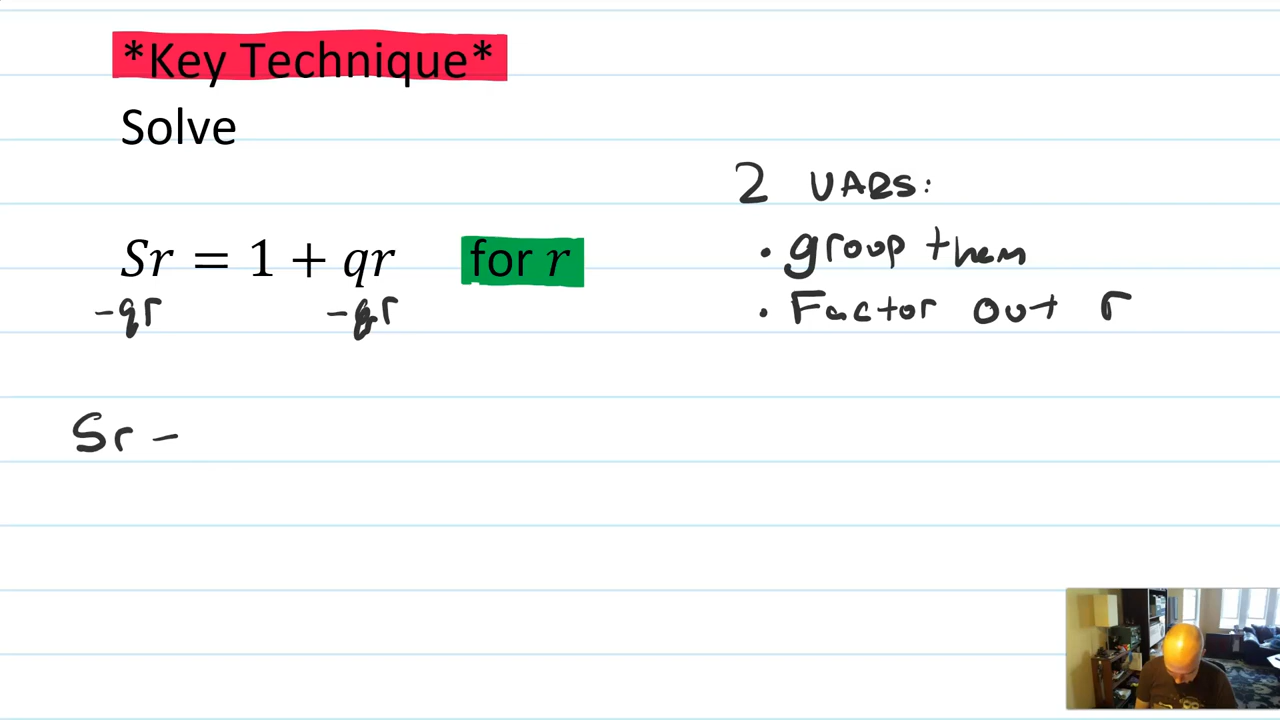 *Key Technique*
Solve
2 VARS:
Sr = 1 + qr for r
• group them
-qr -qr
• Factor out r
Sr -